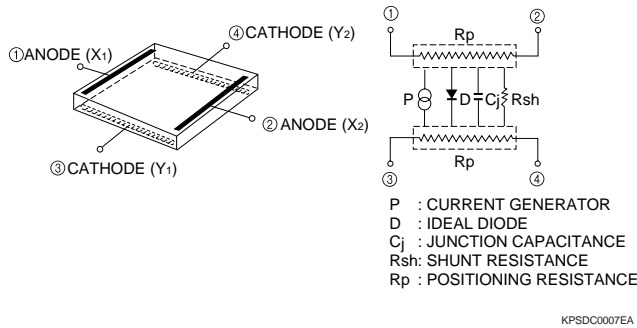 ①ANODE (X1)
④CATHODE (Y2)
② ANODE (X2)
③CATHODE (Y1)
① ②
Rp
P D Cj Rsh
Rp
③ ④
P : CURRENT GENERATOR
D : IDEAL DIODE
Cj : JUNCTION CAPACITANCE
Rsh: SHUNT RESISTANCE
Rp : POSITIONING RESISTANCE
KPSDC0007EA